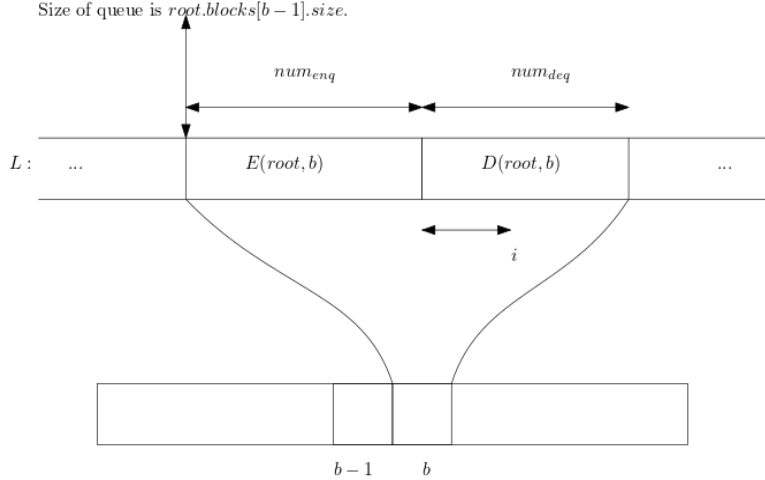 Size of queue is root.blocks[b − 1].size.
num_enq num_deq
L : ... E(root, b) D(root, b) ...
i
b − 1 b